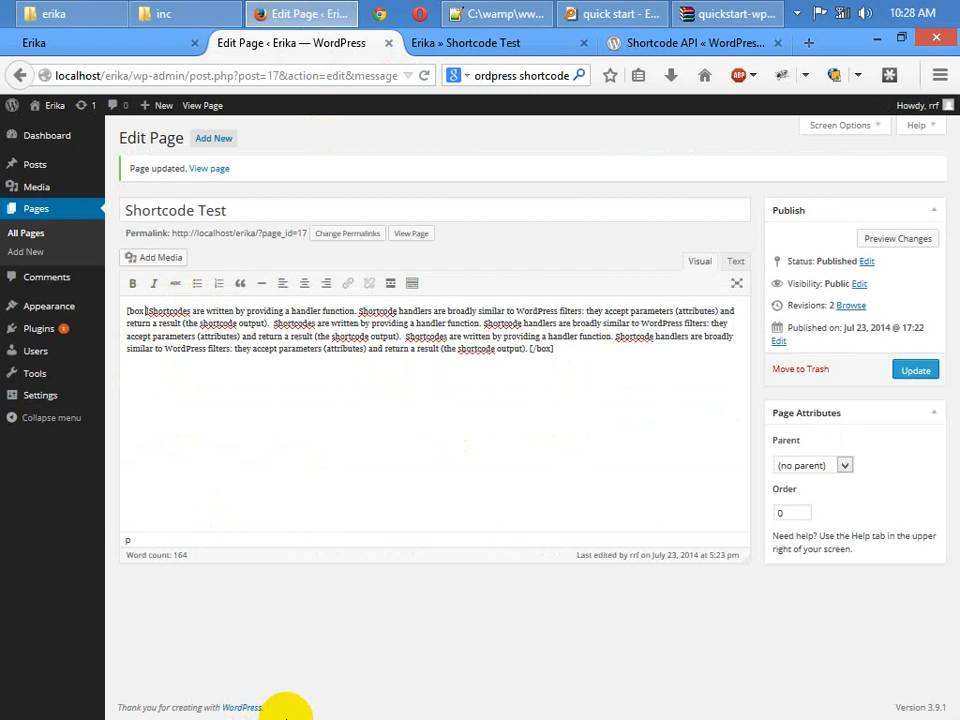 erika
inc
Edit Page ‹ Eri...
C:\wamp\ww...
quick start - E...
quickstart-wp...
10:28 AM
Erika
Edit Page ‹ Erika — WordPress
Erika » Shortcode Test
Shortcode API « WordPres...
localhost/erika/wp-admin/post.php?post=17&action=edit&message
ordpress shortcode
ABP
Erika
1
0
New
View Page
Howdy, rrf
Dashboard
Posts
Media
Pages
All Pages
Add New
Comments
Appearance
Plugins 1
Users
Tools
Settings
Collapse menu
Screen Options
Help
Edit Page
Add New
Page updated. View page
Shortcode Test
Permalink: http://localhost/erika/?page_id=17
Change Permalinks
View Page
Add Media
Visual
Text
B I ABC
[box]Shortcodes are written by providing a handler function. Shortcode handlers are broadly similar to WordPress filters: they accept parameters (attributes) and
return a result (the shortcode output).  Shortcodes are written by providing a handler function. Shortcode handlers are broadly similar to WordPress filters: they
accept parameters (attributes) and return a result (the shortcode output).  Shortcodes are written by providing a handler function. Shortcode handlers are broadly
similar to WordPress filters: they accept parameters (attributes) and return a result (the shortcode output). [/box]
p
Word count: 164
Last edited by rrf on July 23, 2014 at 5:23 pm
Publish
Preview Changes
Status: Published Edit
Visibility: Public Edit
Revisions: 2 Browse
Published on: Jul 23, 2014 @ 17:22
Edit
Move to Trash
Update
Page Attributes
Parent
(no parent)
Order
0
Need help? Use the Help tab in the upper
right of your screen.
Thank you for creating with WordPress.
Version 3.9.1